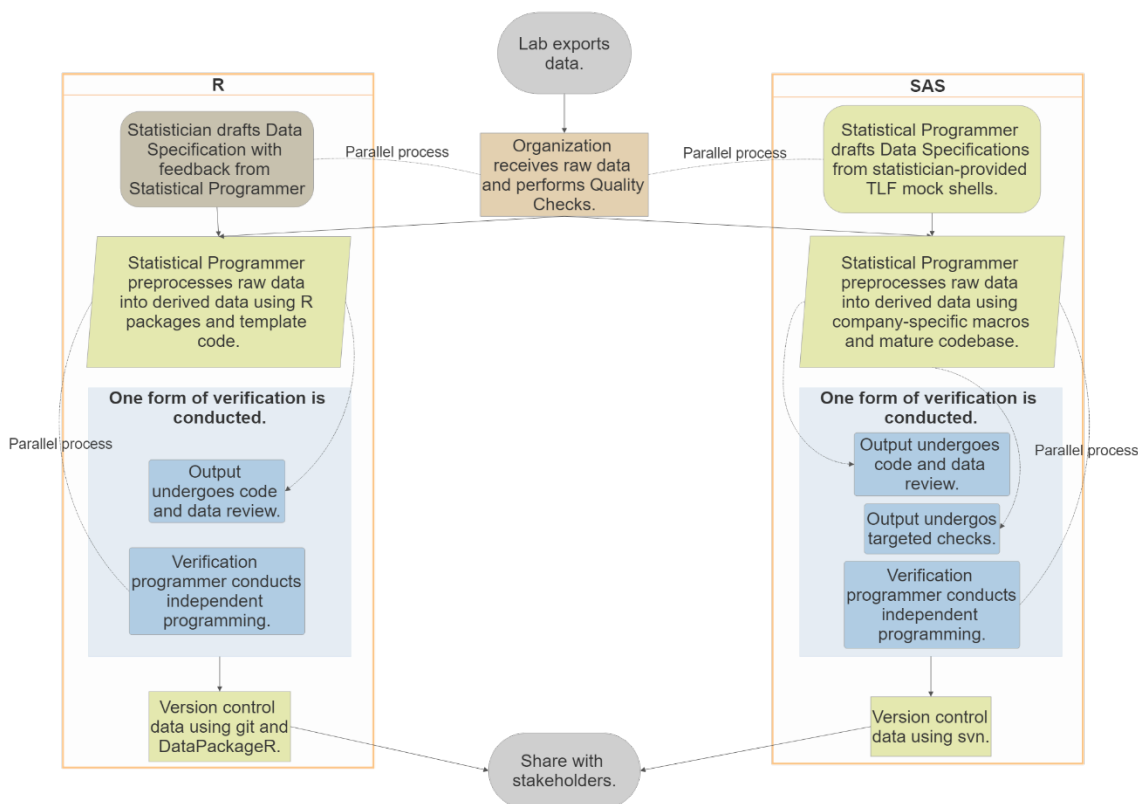 Lab exports
data.
R
SAS
Statistician drafts Data
Specification with
feedback from
Statistical Programmer
Parallel process
Organization
receives raw data
and performs Quality
Checks.
Parallel process
Statistical Programmer
drafts Data Specifications
from statistician-provided
TLF mock shells.
Statistical Programmer
preprocesses raw data
into derived data using R
packages and template
code.
Statistical Programmer
preprocesses raw data
into derived data using
company-specific macros
and mature codebase.
One form of verification is
conducted.
Parallel process
Output
undergoes code
and data review.
Verification
programmer conducts
independent
programming.
One form of verification is
conducted.
Output undergoes
code and data
review.
Parallel process
Output undergos
targeted checks.
Verification
programmer conducts
independent
programming.
Version control
data using git and
DataPackageR.
Version control
data using svn.
Share with
stakeholders.